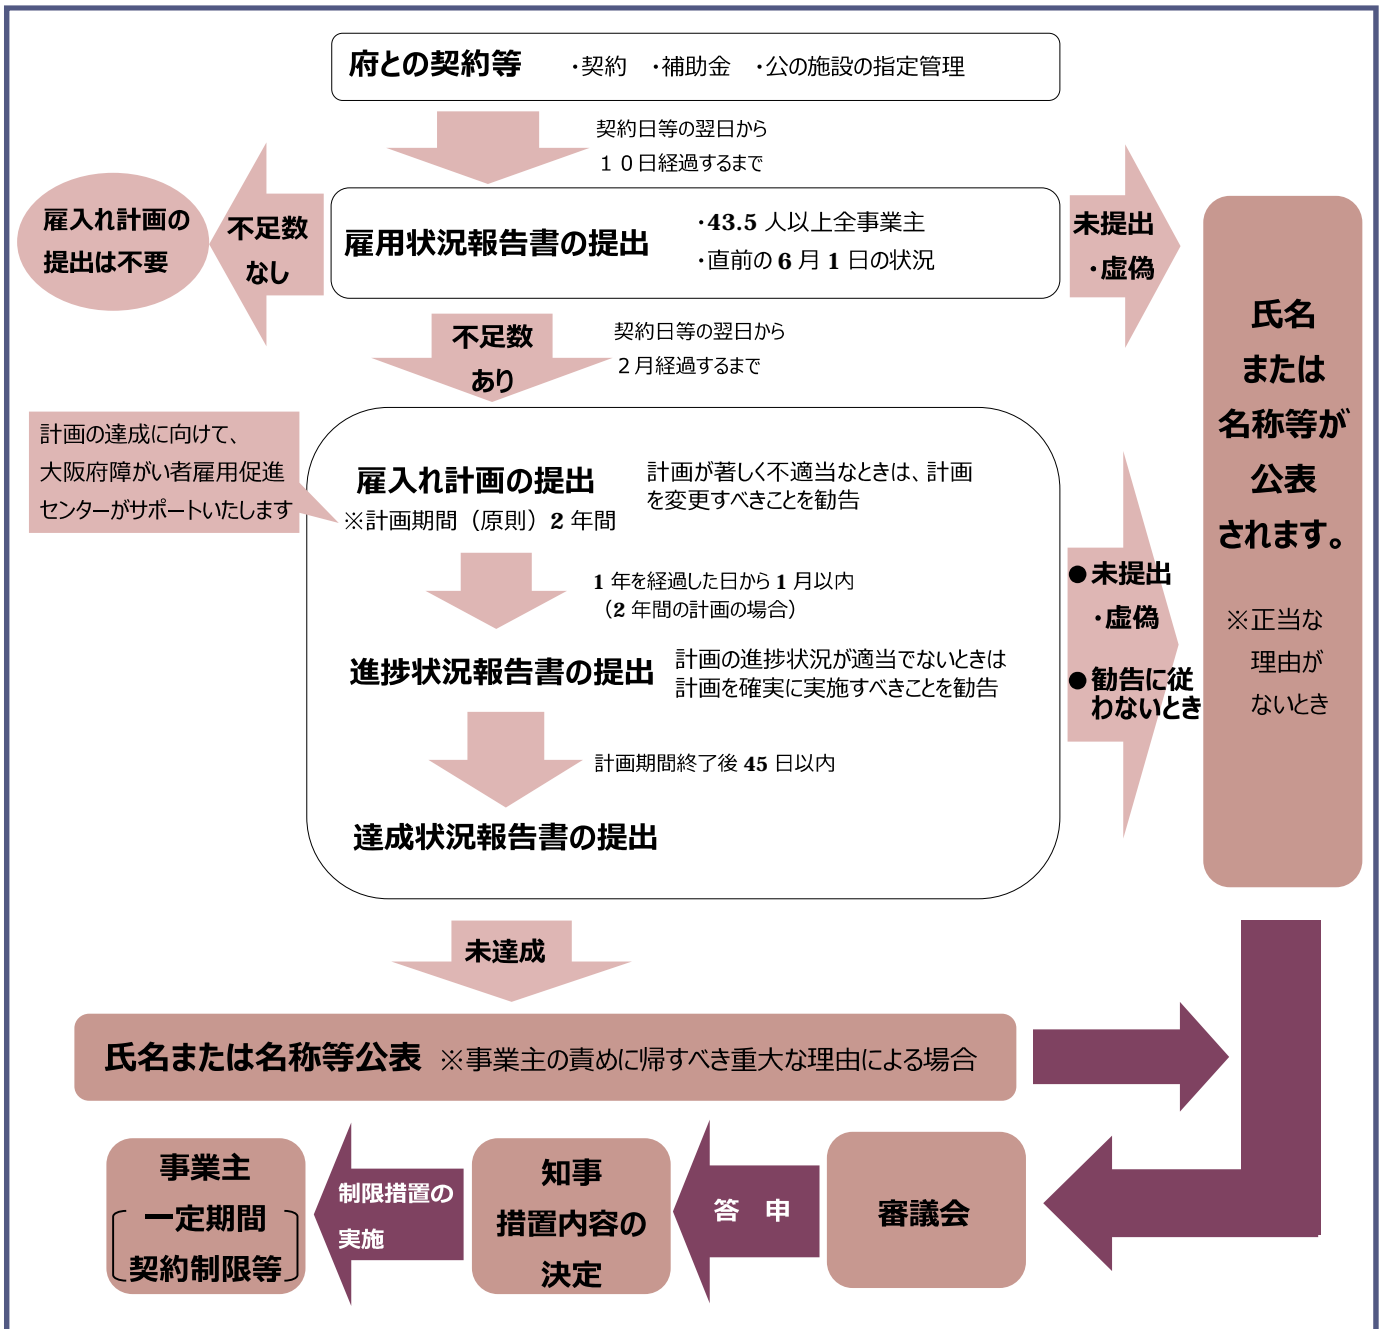 府との契約等　・契約　・補助金　・公の施設の指定管理
契約日等の翌日から
１０日経過するまで
雇入れ計画の
提出は不要
不足数
なし
雇用状況報告書の提出
・43.5 人以上全事業主
・直前の 6 月 1 日の状況
未提出
・虚偽
氏名
または
名称等が
公表
されます。
※正当な
理由が
ないとき
不足数
あり
契約日等の翌日から
２月経過するまで
計画の達成に向けて、
大阪府障がい者雇用促進
センターがサポートいたします
雇入れ計画の提出
※計画期間（原則）2 年間
計画が著しく不適当なときは、計画
を変更すべきことを勧告
1 年を経過した日から 1 月以内
（2 年間の計画の場合）
進捗状況報告書の提出
計画の進捗状況が適当でないときは
計画を確実に実施すべきことを勧告
計画期間終了後 45 日以内
達成状況報告書の提出
●未提出
・虚偽
●勧告に従
わないとき
未達成
氏名または名称等公表 ※事業主の責めに帰すべき重大な理由による場合
審議会
答　申
知事
措置内容の
決定
制限措置の
実施
事業主
一定期間
契約制限等